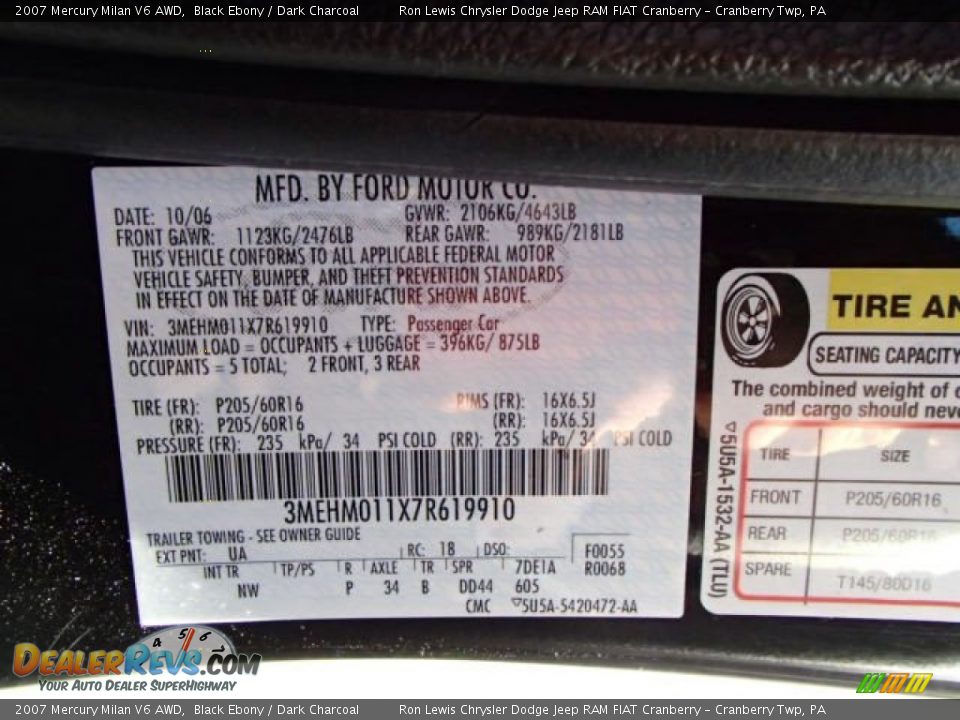 2007 Mercury Milan V6 AWD, Black Ebony / Dark Charcoal Ron Lewis Chrysler Dodge Jeep RAM FIAT Cranberry – Cranberry Twp, PA
MFD. BY FORD MOTOR CO.
DATE: 10/06 GVWR: 2106KG/4643LB
FRONT GAWR: 1123KG/2476LB REAR GAWR: 989KG/2181LB
THIS VEHICLE CONFORMS TO ALL APPLICABLE FEDERAL MOTOR
VEHICLE SAFETY, BUMPER, AND THEFT PREVENTION STANDARDS
IN EFFECT ON THE DATE OF MANUFACTURE SHOWN ABOVE.
VIN: 3MEHM011X7R619910 TYPE: Passenger Car
MAXIMUM LOAD = OCCUPANTS + LUGGAGE = 396KG/ 875LB
OCCUPANTS = 5 TOTAL; 2 FRONT, 3 REAR
TIRE (FR): P205/60R16 RIMS (FR): 16X6.5J
(RR): P205/60R16 (RR): 16X6.5J
PRESSURE (FR): 235 kPa/ 34 PSI COLD (RR): 235 kPa/ 34 PSI COLD
3MEHM011X7R619910
TRAILER TOWING - SEE OWNER GUIDE
EXT PNT: UA RC: 18 DSO: F0055
INT TR TP/PS R AXLE TR SPR 7DE1A R0068
NW P 34 B DD44 605
CMC 5U5A-5420472-AA
TIRE AN
SEATING CAPACITY
The combined weight of
and cargo should neve
TIRE SIZE
FRONT P205/60R16
REAR P205/60R16
SPARE T145/80D16
5U5A-1532-AA (TLU)
4 5 6
DEALERREVS.COM
YOUR AUTO DEALER SUPERHIGHWAY
2007 Mercury Milan V6 AWD, Black Ebony / Dark Charcoal Ron Lewis Chrysler Dodge Jeep RAM FIAT Cranberry – Cranberry Twp, PA